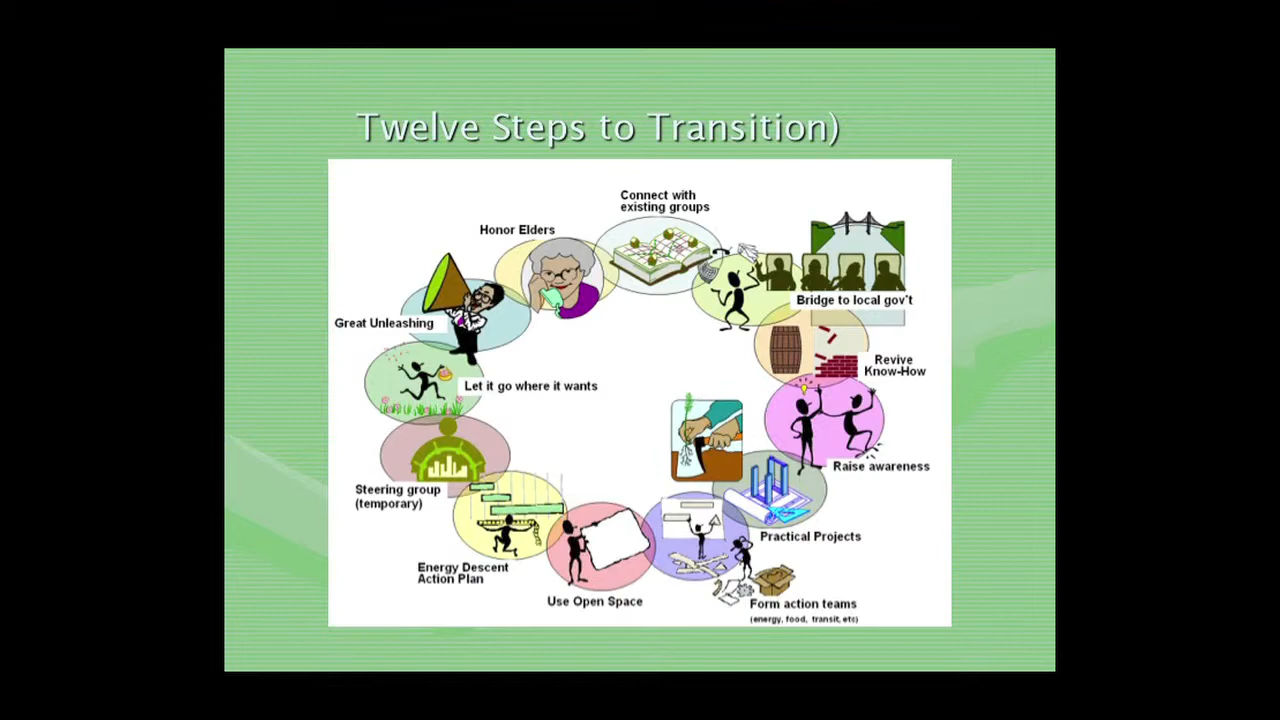 Twelve Steps to Transition)
Connect with
existing groups
Honor Elders
Bridge to local gov't
Great Unleashing
Revive
Know-How
Let it go where it wants
Raise awareness
Steering group
(temporary)
Practical Projects
Energy Descent
Action Plan
Use Open Space
Form action teams
(energy, food, transit, etc)